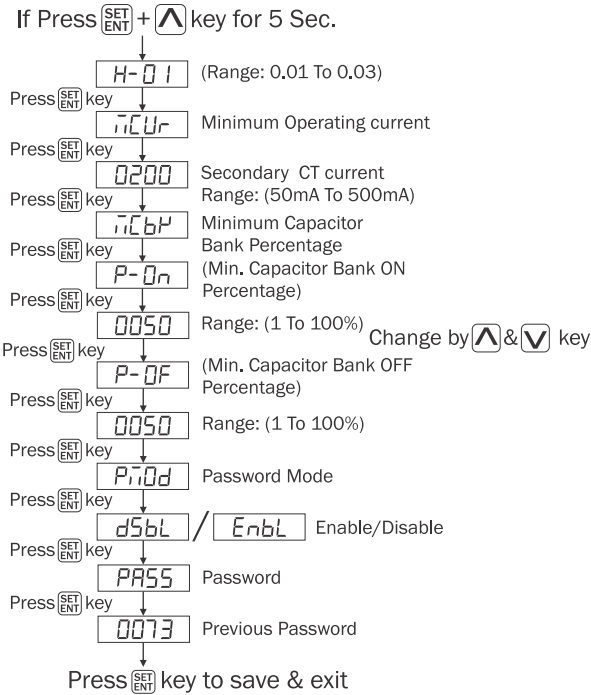 If Press SET ENT + key for 5 Sec.
H-01 (Range: 0.01 To 0.03)
Press SET ENT key
mCUr Minimum Operating current
Press SET ENT key
0200 Secondary CT current
Range: (50mA To 500mA)
Press SET ENT key
mCbP Minimum Capacitor
Bank Percentage
Press SET ENT key
P-On (Min. Capacitor Bank ON
Percentage)
Press SET ENT key
0050 Range: (1 To 100%) Change by & key
Press SET ENT key
P-OF (Min. Capacitor Bank OFF
Percentage)
Press SET ENT key
0050 Range: (1 To 100%)
Press SET ENT key
PmOd Password Mode
Press SET ENT key
dSbL / EnbL Enable/Disable
Press SET ENT key
PASS Password
Press SET ENT key
0073 Previous Password
Press SET ENT key to save & exit